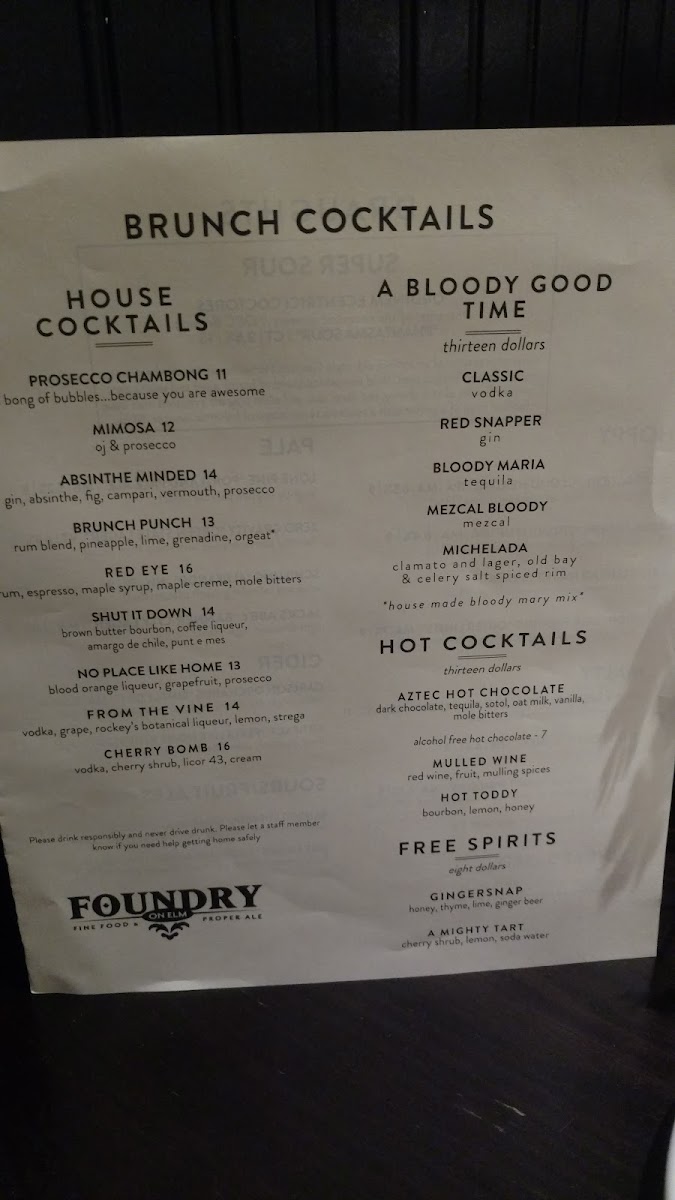 BRUNCH COCKTAILS
HOUSE
COCKTAILS
PROSECCO CHAMBONG 11
bong of bubbles...because you are awesome
MIMOSA 12
oj & prosecco
ABSINTHE MINDED 14
gin, absinthe, fig, campari, vermouth, prosecco
BRUNCH PUNCH 13
rum blend, pineapple, lime, grenadine, orgeat*
RED EYE 16
rum, espresso, maple syrup, maple creme, mole bitters
SHUT IT DOWN 14
brown butter bourbon, coffee liqueur,
amargo de chile, punt e mes
NO PLACE LIKE HOME 13
blood orange liqueur, grapefruit, prosecco
FROM THE VINE 14
vodka, grape, rockey's botanical liqueur, lemon, strega
CHERRY BOMB 16
vodka, cherry shrub, licor 43, cream
Please drink responsibly and never drive drunk. Please let a staff member
know if you need help getting home safely
FOUNDRY
ON ELM
FINE FOOD & PROPER ALE
A BLOODY GOOD
TIME
thirteen dollars
CLASSIC
vodka
RED SNAPPER
gin
BLOODY MARIA
tequila
MEZCAL BLOODY
mezcal
MICHELADA
clamato and lager, old bay
& celery salt spiced rim
*house made bloody mary mix*
HOT COCKTAILS
thirteen dollars
AZTEC HOT CHOCOLATE
dark chocolate, tequila, sotol, oat milk, vanilla,
mole bitters
alcohol free hot chocolate - 7
MULLED WINE
red wine, fruit, mulling spices
HOT TODDY
bourbon, lemon, honey
FREE SPIRITS
eight dollars
GINGERSNAP
honey, thyme, lime, ginger beer
A MIGHTY TART
cherry shrub, lemon, soda water